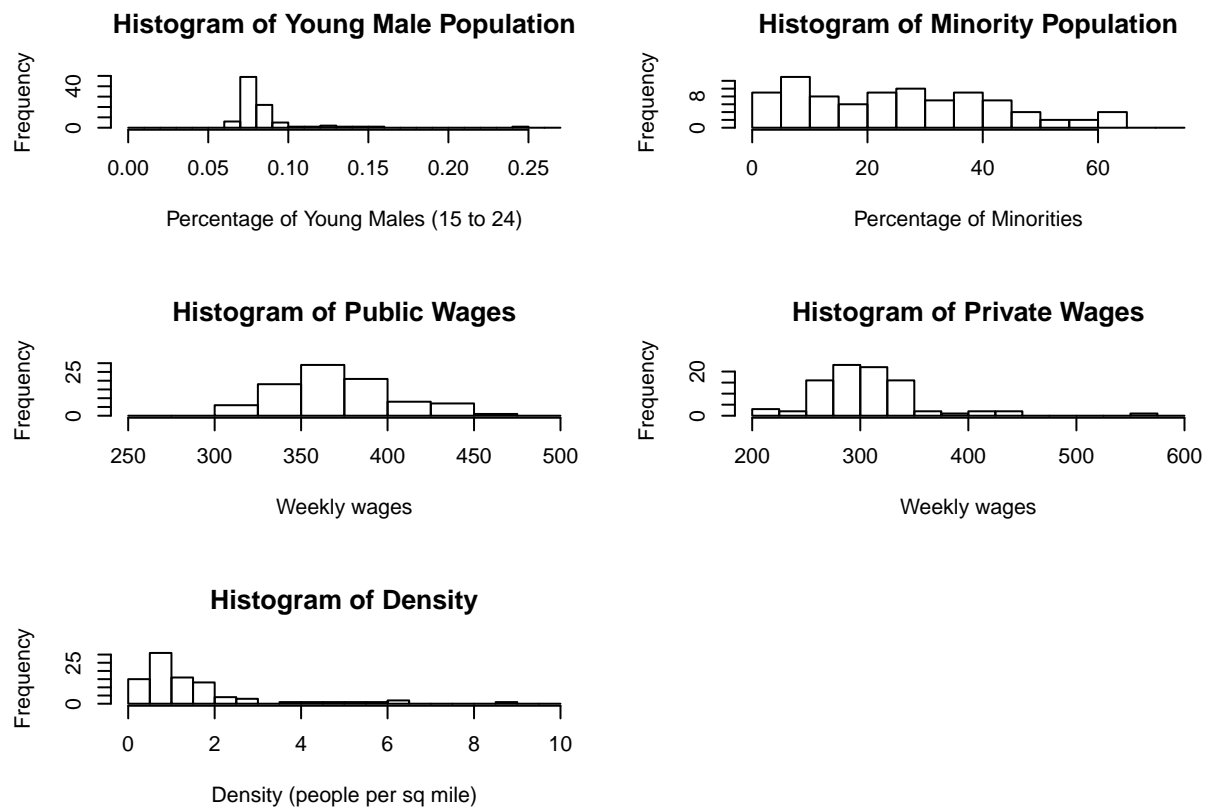 Histogram of Young Male Population
Frequency
0 40
0.00 0.05 0.10 0.15 0.20 0.25
Percentage of Young Males (15 to 24)
Histogram of Minority Population
Frequency
0 8
0 20 40 60
Percentage of Minorities
Histogram of Public Wages
Frequency
0 25
250 300 350 400 450 500
Weekly wages
Histogram of Private Wages
Frequency
0 20
200 300 400 500 600
Weekly wages
Histogram of Density
Frequency
0 25
0 2 4 6 8 10
Density (people per sq mile)